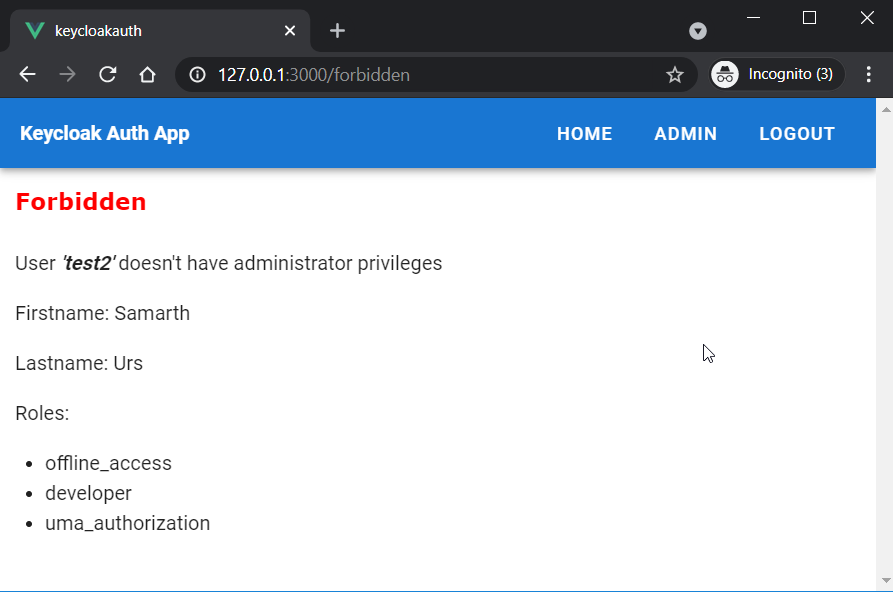 keycloakauth
127.0.0.1:3000/forbidden
Incognito (3)
Keycloak Auth App HOME ADMIN LOGOUT
Forbidden
User 'test2' doesn't have administrator privileges
Firstname: Samarth
Lastname: Urs
Roles:
• offline_access
• developer
• uma_authorization